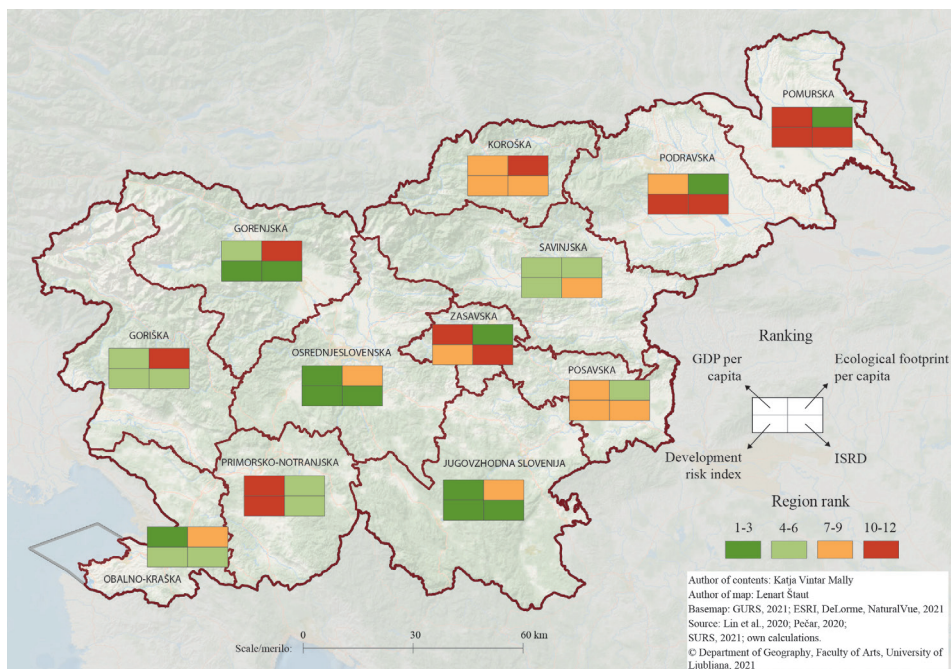 POMURSKA
KOROŠKA
PODRAVSKA
GORENJSKA
SAVINJSKA
ZASAVSKA
GORIŠKA
OSREDNJESLOVENSKA
POSAVSKA
PRIMORSKO-NOTRANJSKA
JUGOVZHODNA SLOVENIJA
OBALNO-KRAŠKA
Ranking
GDP per
capita
Ecological footprint
per capita
Development
risk index
ISRD
Region rank
1-3 4-6 7-9 10-12
Scale/merilo: 0 30 60 km
Author of contents: Katja Vintar Mally
Author of map: Lenart Štaut
Basemap: GURS, 2021; ESRI, DeLorme, NaturalVue, 2021
Source: Lin et al., 2020; Pečar, 2020;
SURS, 2021; own calculations.
© Department of Geography, Faculty of Arts, University of
Ljubljana, 2021